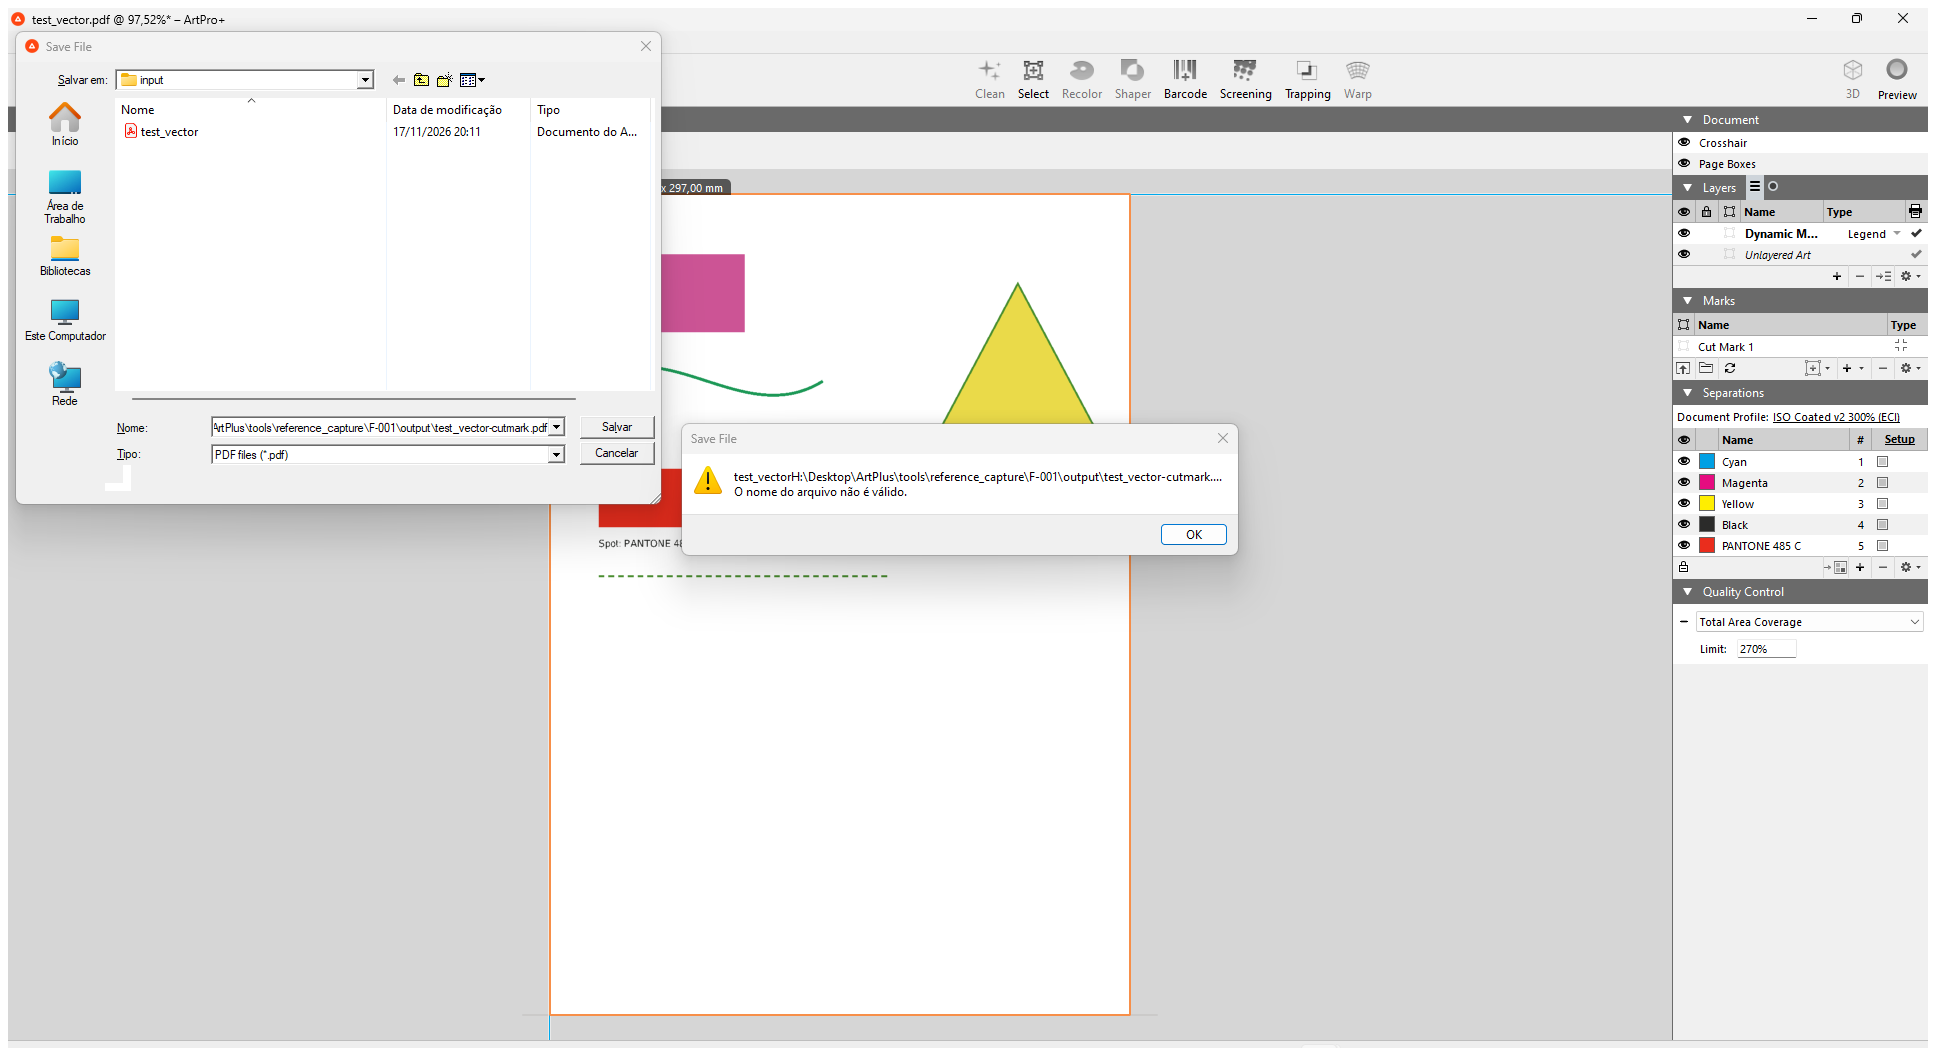 test_vector.pdf @ 97,52%* – ArtPro+
Save File
Salvar em:
input
Nome
Data de modificação
Tipo
test_vector
17/11/2026 20:11
Documento do A...
Início
Área de
Trabalho
Bibliotecas
Este Computador
Rede
Nome:
ArtPlus\tools\reference_capture\F-001\output\test_vector-cutmark.pdf
Salvar
Tipo:
PDF files (*.pdf)
Cancelar
Clean
Select
Recolor
Shaper
Barcode
Screening
Trapping
Warp
3D
Preview
x 297,00 mm
Spot: PANTONE
Save File
test_vectorH:\Desktop\ArtPlus\tools\reference_capture\F-001\output\test_vector-cutmark....
O nome do arquivo não é válido.
OK
Document
Crosshair
Page Boxes
Layers
Name
Type
Dynamic M...
Legend
Unlayered Art
Marks
Name
Type
Cut Mark 1
Separations
Document Profile: ISO Coated v2 300% (ECI)
Name
#
Setup
Cyan 1
Magenta 2
Yellow 3
Black 4
PANTONE 485 C 5
Quality Control
Total Area Coverage
Limit: 270%